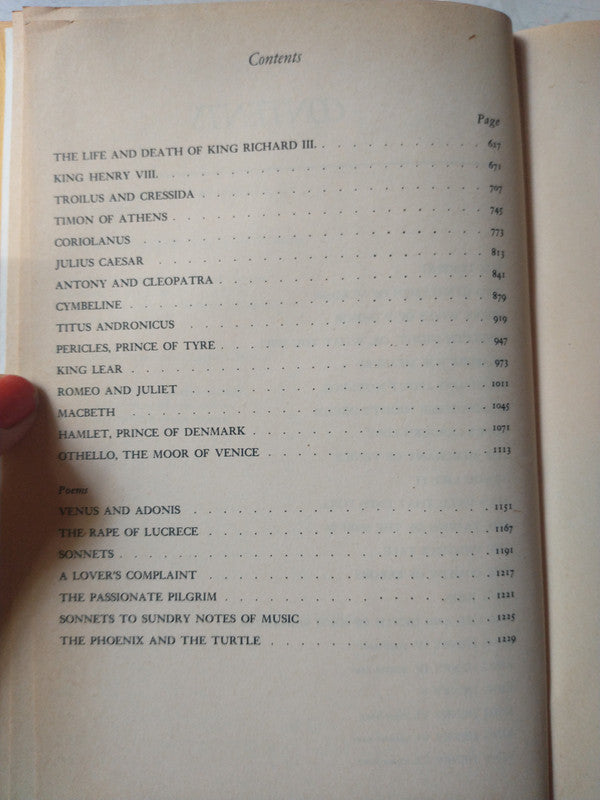 Contents
Page
THE LIFE AND DEATH OF KING RICHARD III. . . . . . . . . . 627
KING HENRY VIII. . . . . . . . . . . . . . . . . 671
TROILUS AND CRESSIDA . . . . . . . . . . . . . . 707
TIMON OF ATHENS . . . . . . . . . . . . . . . . 745
CORIOLANUS . . . . . . . . . . . . . . . . . 773
JULIUS CAESAR . . . . . . . . . . . . . . . . . 813
ANTONY AND CLEOPATRA . . . . . . . . . . . . . . 841
CYMBELINE . . . . . . . . . . . . . . . . . . 879
TITUS ANDRONICUS . . . . . . . . . . . . . . . 919
PERICLES, PRINCE OF TYRE . . . . . . . . . . . . . 947
KING LEAR . . . . . . . . . . . . . . . . . . 973
ROMEO AND JULIET . . . . . . . . . . . . . . . 1011
MACBETH . . . . . . . . . . . . . . . . . . 1045
HAMLET, PRINCE OF DENMARK . . . . . . . . . . . . 1071
OTHELLO, THE MOOR OF VENICE . . . . . . . . . . . 1113
Poems
VENUS AND ADONIS . . . . . . . . . . . . . . . 1151
THE RAPE OF LUCRECE . . . . . . . . . . . . . . 1167
SONNETS . . . . . . . . . . . . . . . . . . 1191
A LOVER'S COMPLAINT . . . . . . . . . . . . . . 1217
THE PASSIONATE PILGRIM . . . . . . . . . . . . . 1221
SONNETS TO SUNDRY NOTES OF MUSIC . . . . . . . . . 1225
THE PHOENIX AND THE TURTLE . . . . . . . . . . . 1229